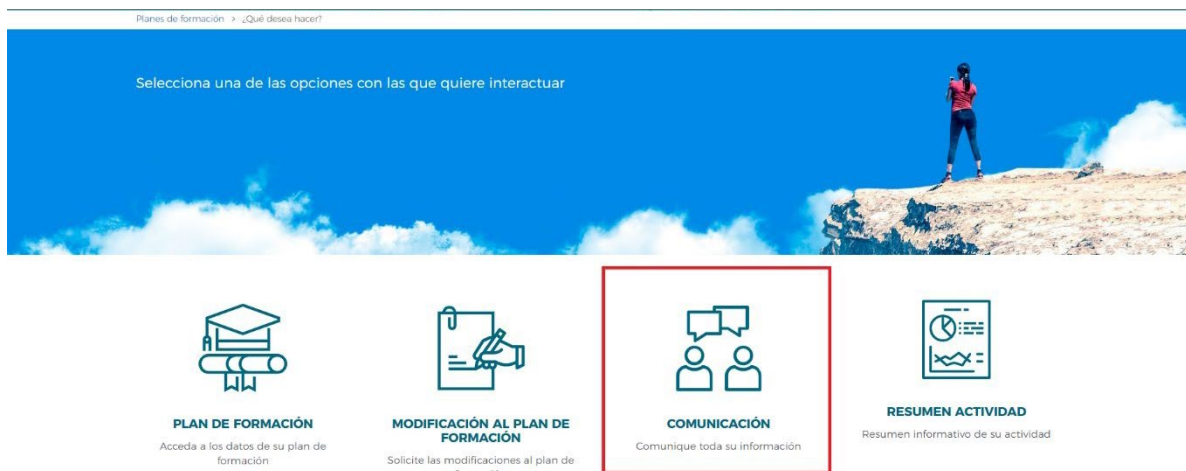 Planes de formación > ¿Qué desea hacer?
Selecciona una de las opciones con las que quiere interactuar
PLAN DE FORMACIÓN
Acceda a los datos de su plan de
formación
MODIFICACIÓN AL PLAN DE
FORMACIÓN
Solicite las modificaciones al plan de
COMUNICACIÓN
Comunique toda su información
RESUMEN ACTIVIDAD
Resumen informativo de su actividad